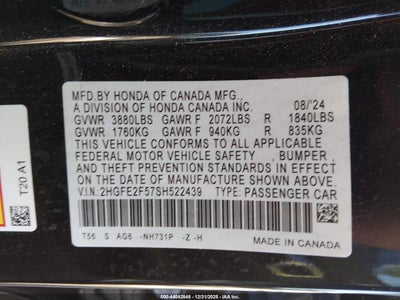 MFD.BY HONDA OF CANADA MFG.,
A DIVISION OF HONDA CANADA INC. 08/'24
GVWR 3880LBS GAWR F 2072LBS R 1840LBS
GVWR 1760KG GAWR F 940KG R 835KG
THIS VEHICLE CONFORMS TO ALL APPLICABLE
FEDERAL MOTOR VEHICLE SAFETY , BUMPER ,
AND THEFT PREVENTION STANDARDS IN EFFECT
ON THE DATE OF MANUFACTURE SHOWN ABOVE.
V.I.N:2HGFE2F57SH522439 TYPE: PASSENGER CAR
T56 S AG6 -NH731P -Z -H
MADE IN CANADA
T20 A1
000-44042848 - 12/31/2025 - IAA Inc.